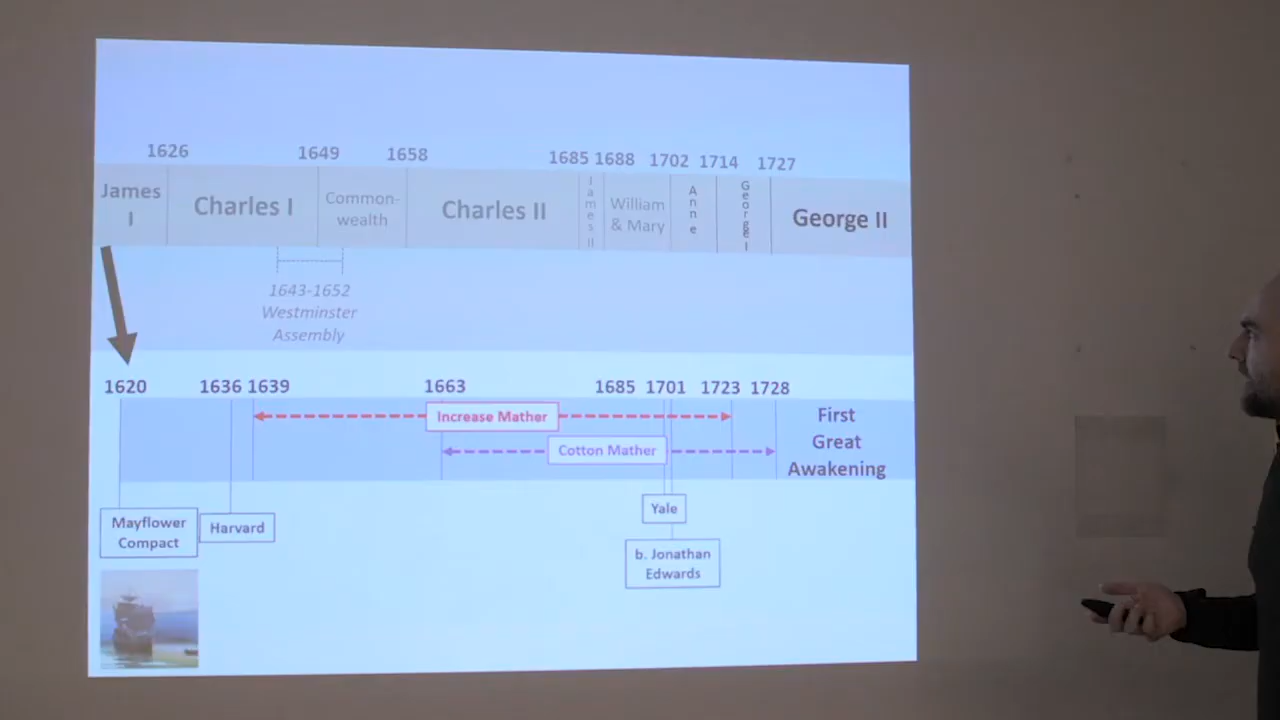 1626 1649 1658 1685 1688 1702 1714 1727
James
I
Charles I
Common-
wealth
Charles II
James II
William
& Mary
Anne
George I
George II
1643-1652
Westminster
Assembly
1620 1636 1639 1663 1685 1701 1723 1728
Increase Mather
Cotton Mather
First
Great
Awakening
Mayflower
Compact
Harvard
Yale
b. Jonathan
Edwards